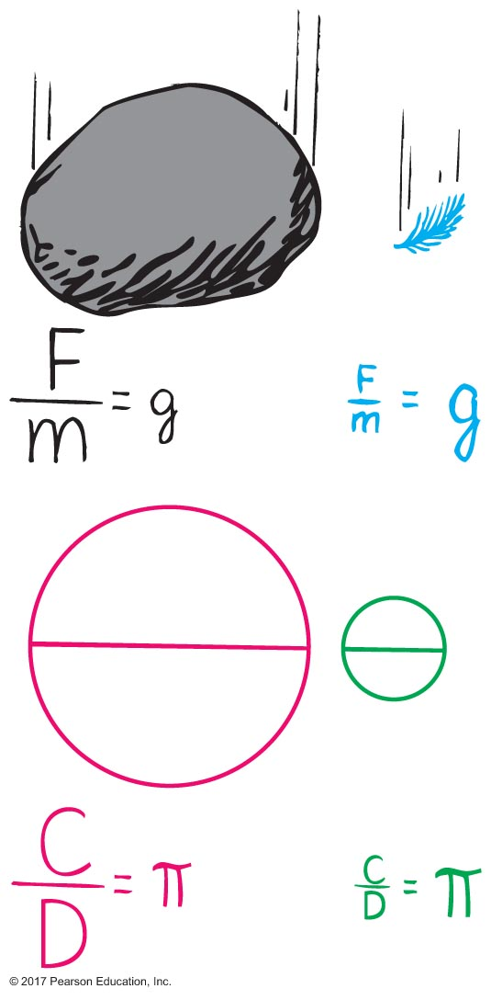 F/m = g
F/m = g
C/D = π
C/D = π
© 2017 Pearson Education, Inc.